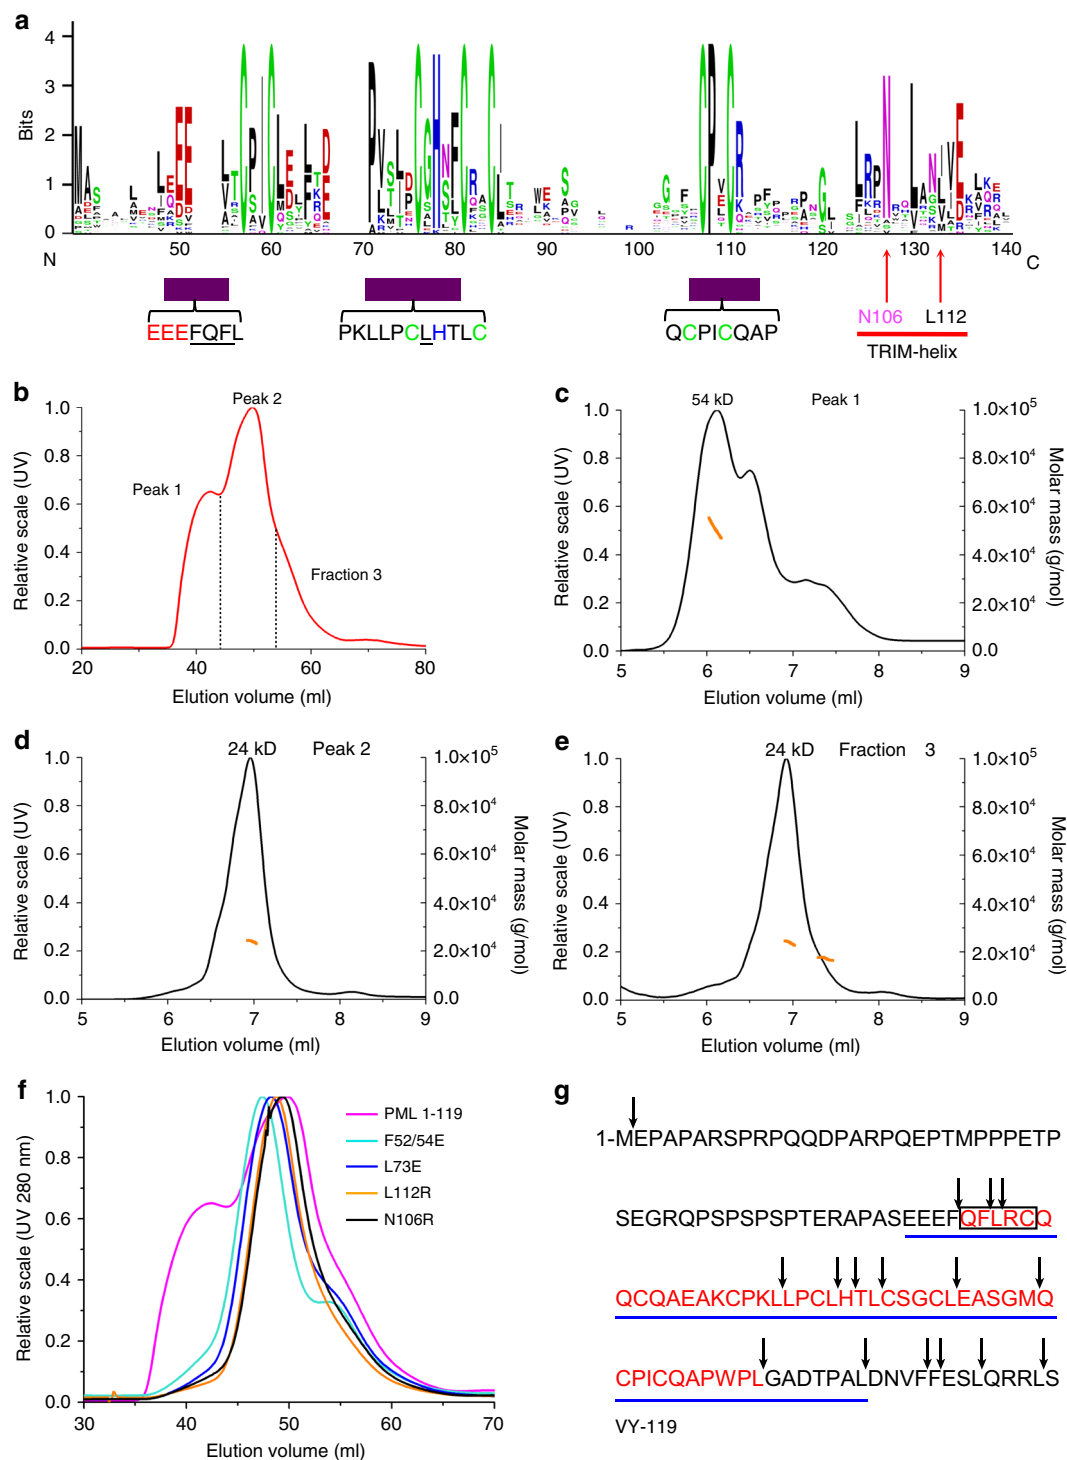 a
Bits
4
3
2
1
0
50 60 70 80 90 100 110 120 130 140
N C
EEEFQFL PKLLPCLHTLC QCPICQAP N106 L112
TRIM-helix
b
Peak 2
Peak 1
Fraction 3
Relative scale (UV)
1.0
0.8
0.6
0.4
0.2
0.0
20 40 60 80
Elution volume (ml)
c
54 kD Peak 1
Relative scale (UV)
1.0
0.8
0.6
0.4
0.2
0.0
1.0×10⁵
8.0×10⁴
6.0×10⁴
4.0×10⁴
2.0×10⁴
0.0
Molar mass (g/mol)
5 6 7 8 9
Elution volume (ml)
d
24 kD Peak 2
Relative scale (UV)
1.0
0.8
0.6
0.4
0.2
0.0
1.0×10⁵
8.0×10⁴
6.0×10⁴
4.0×10⁴
2.0×10⁴
0.0
Molar mass (g/mol)
5 6 7 8 9
Elution volume (ml)
e
24 kD Fraction 3
Relative scale (UV)
1.0
0.8
0.6
0.4
0.2
0.0
1.0×10⁵
8.0×10⁴
6.0×10⁴
4.0×10⁴
2.0×10⁴
0.0
Molar mass (g/mol)
5 6 7 8 9
Elution volume (ml)
f
Relative scale (UV 280 nm)
1.0
0.8
0.6
0.4
0.2
0.0
PML 1-119
F52/54E
L73E
L112R
N106R
30 40 50 60 70
Elution volume (ml)
g
1-MEPAPARSPRPQQDPARPQEPTMPPPETP
SEGRQPSPSPSPTERAPASEEEFQFLRCQ
QCQAEAKCPKLLPCLHTLCSGCLEASGMQ
CPICQAPWPLGADTPALDNVFFESLQRRLS
VY-119